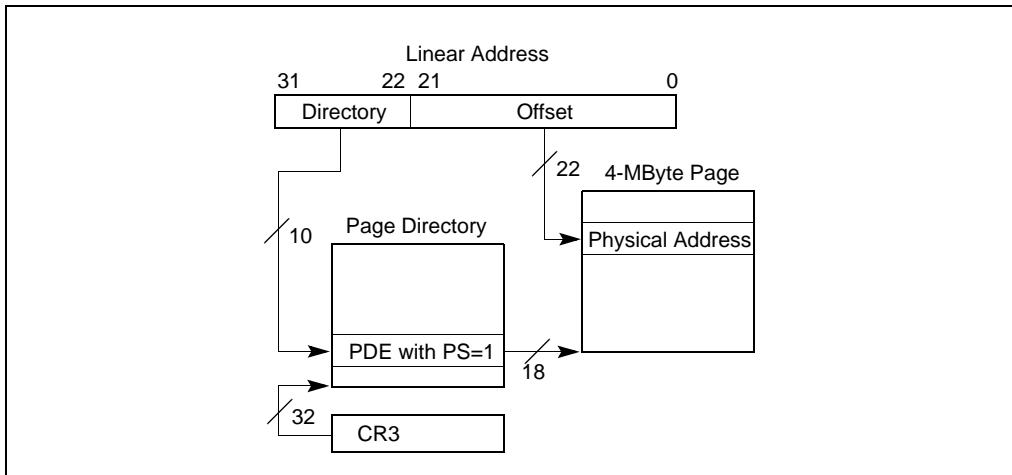 Linear Address
31 22 21 0
Directory Offset
22
4-MByte Page
10
Page Directory
Physical Address
PDE with PS=1
18
32
CR3